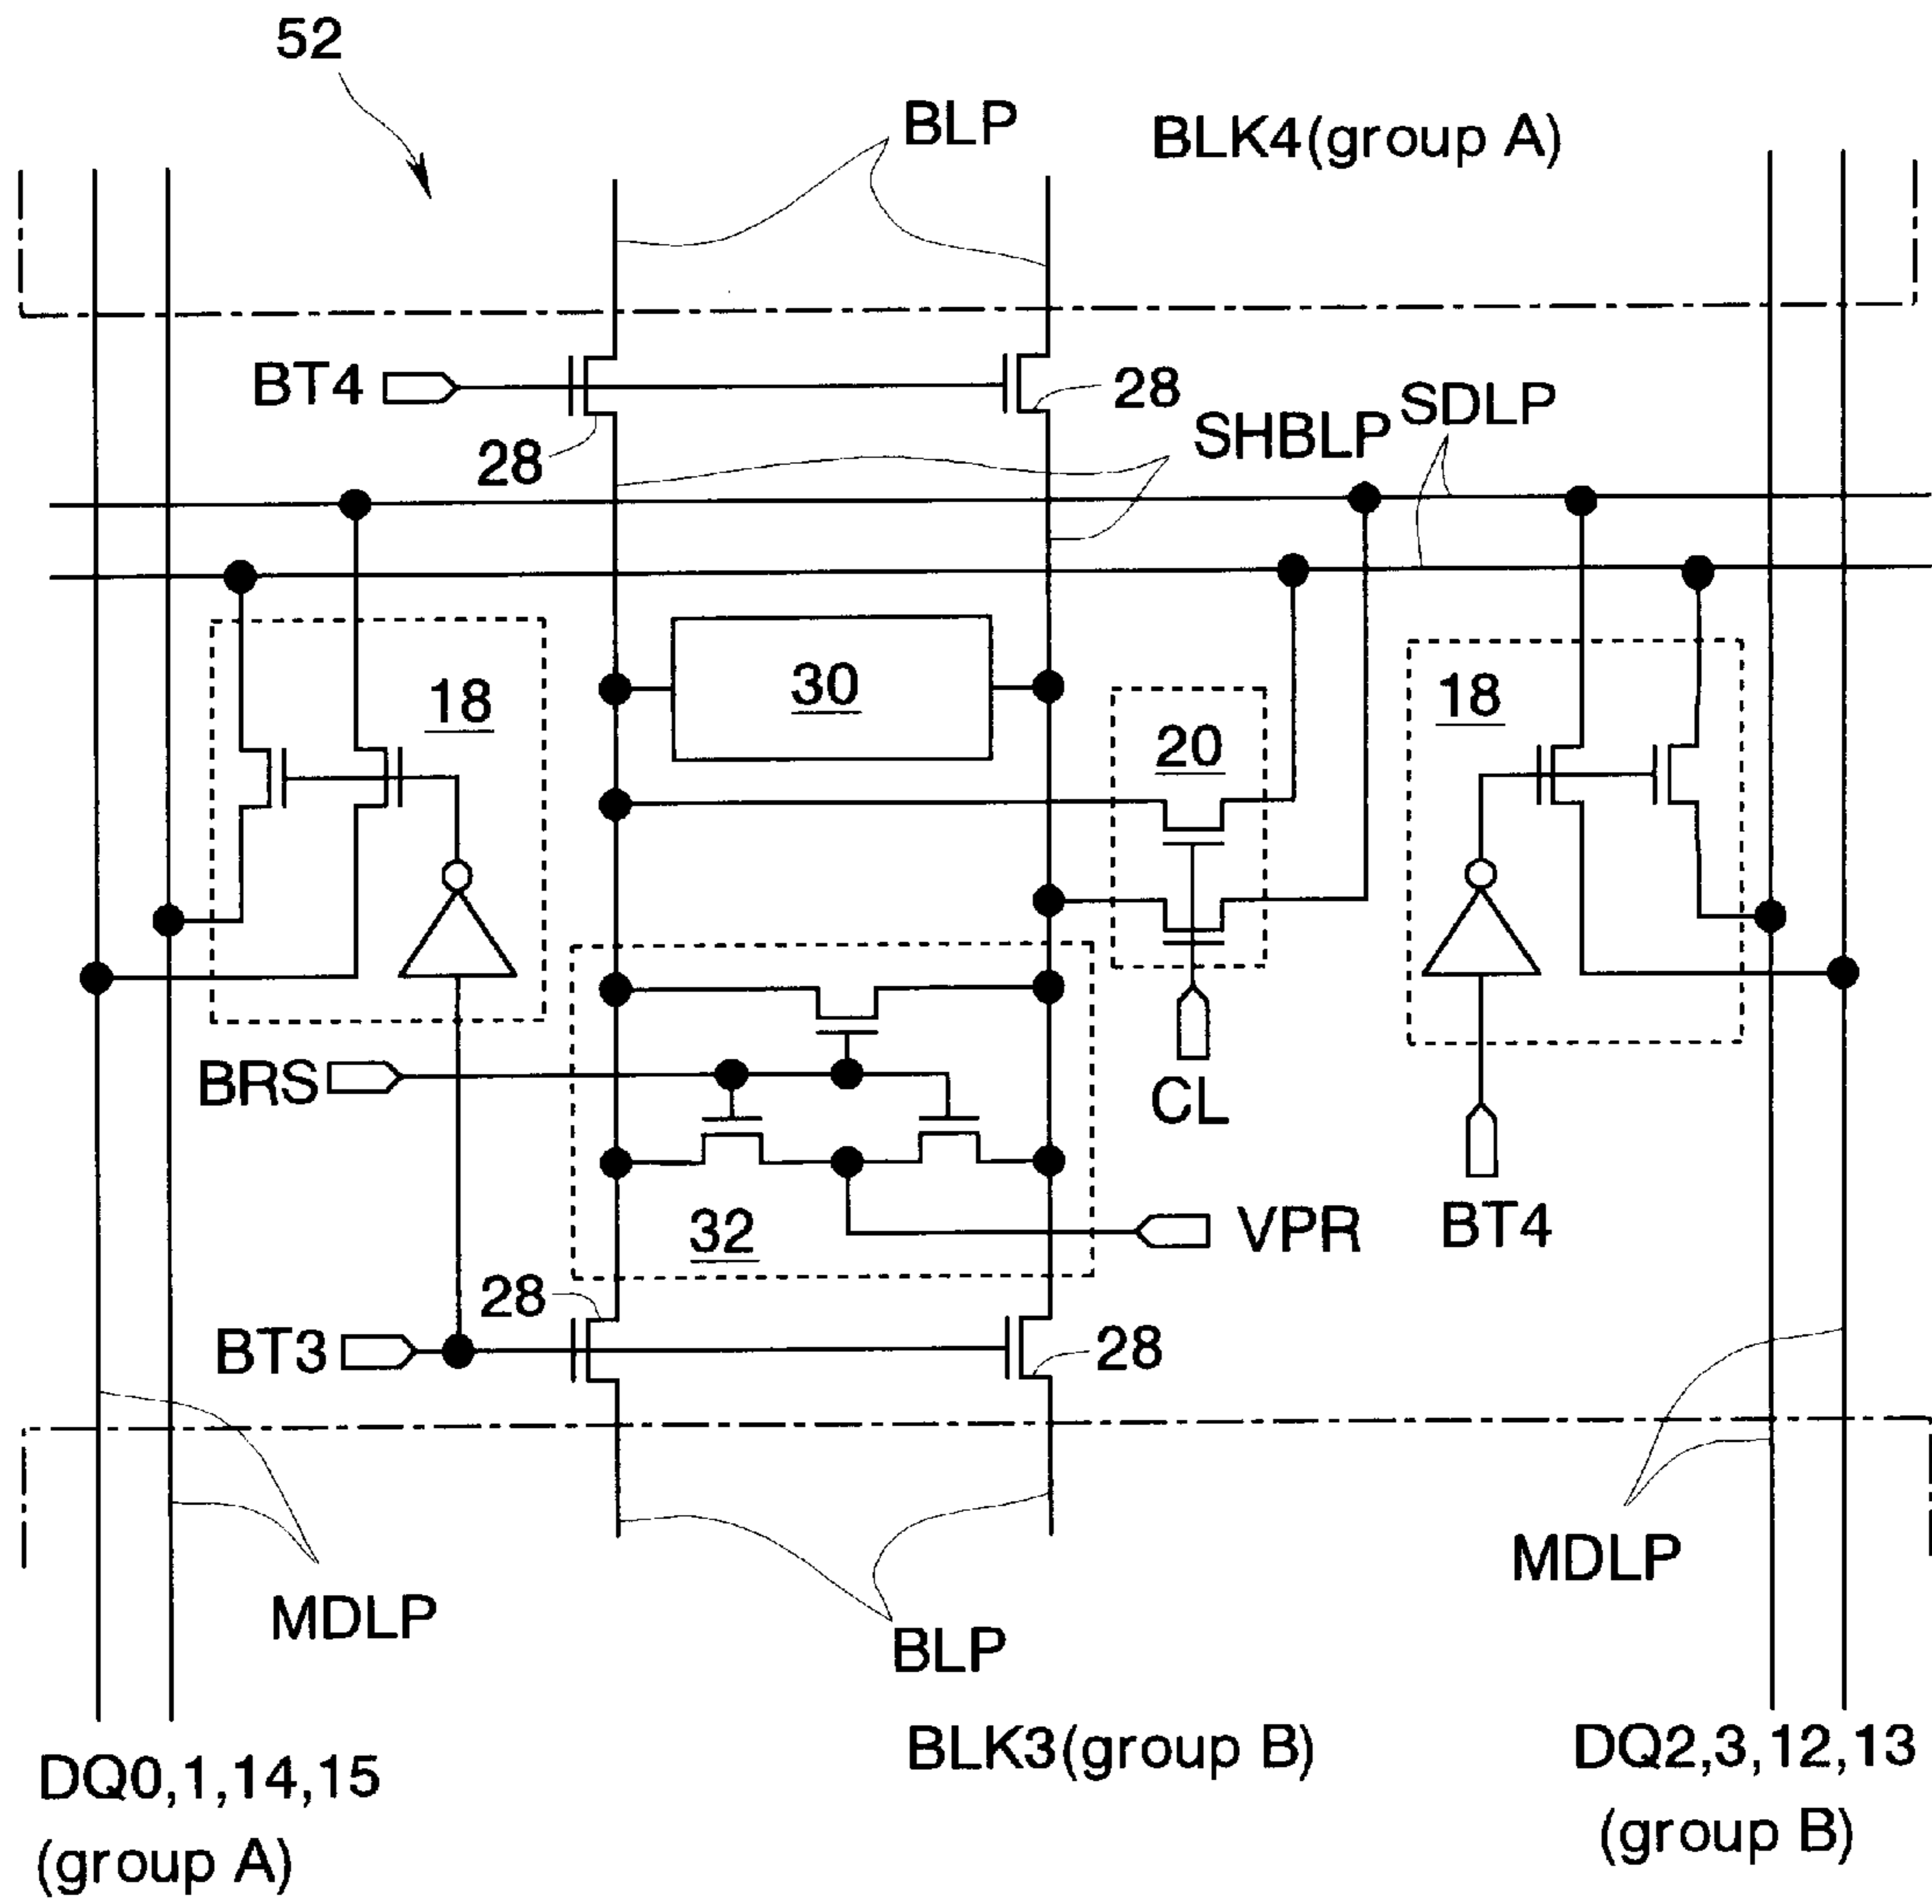 52
BLP
BLK4(group A)
BT4
28
28
SHBLP
SDLP
18
30
20
18
BRS
CL
32
VPR
BT4
28
BT3
28
MDLP
MDLP
BLP
BLK3(group B)
DQ0,1,14,15
(group A)
DQ2,3,12,13
(group B)